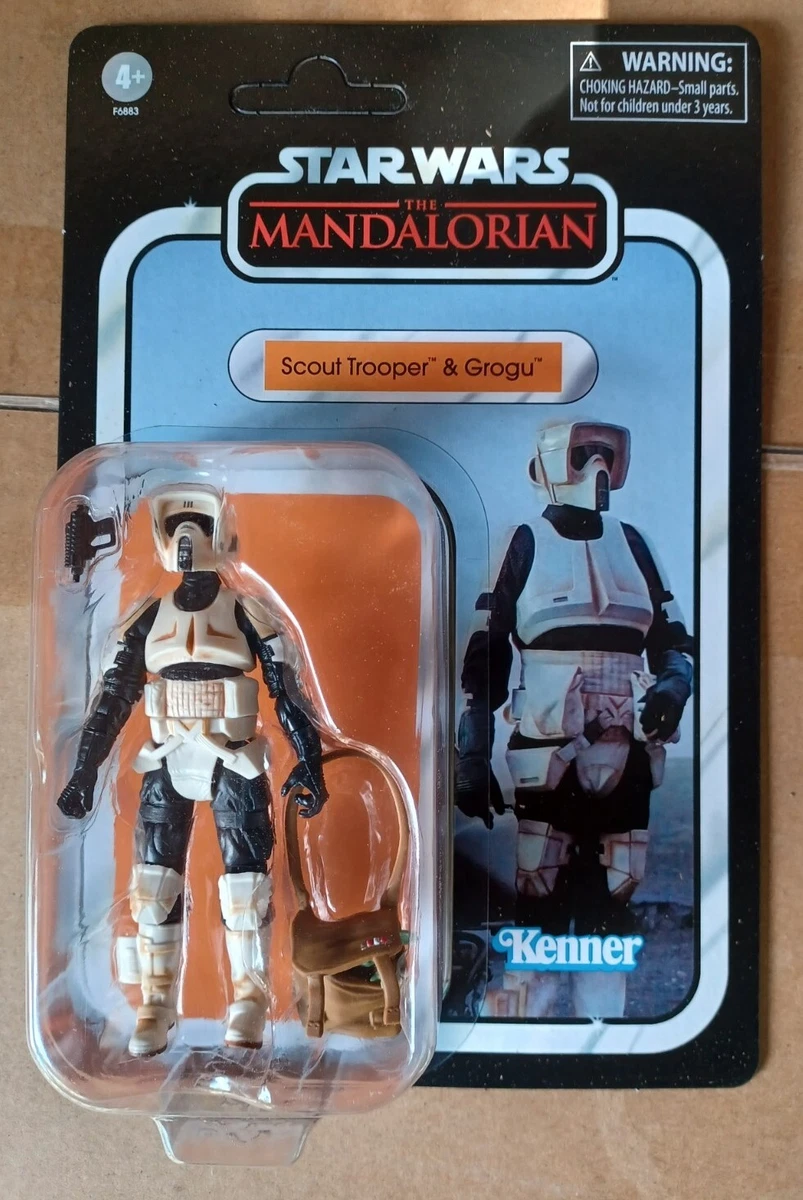 4+
F6883
⚠ WARNING:
CHOKING HAZARD–Small parts.
Not for children under 3 years.
STAR WARS
THE
MANDALORIAN™
Scout Trooper™ & Grogu™
Kenner